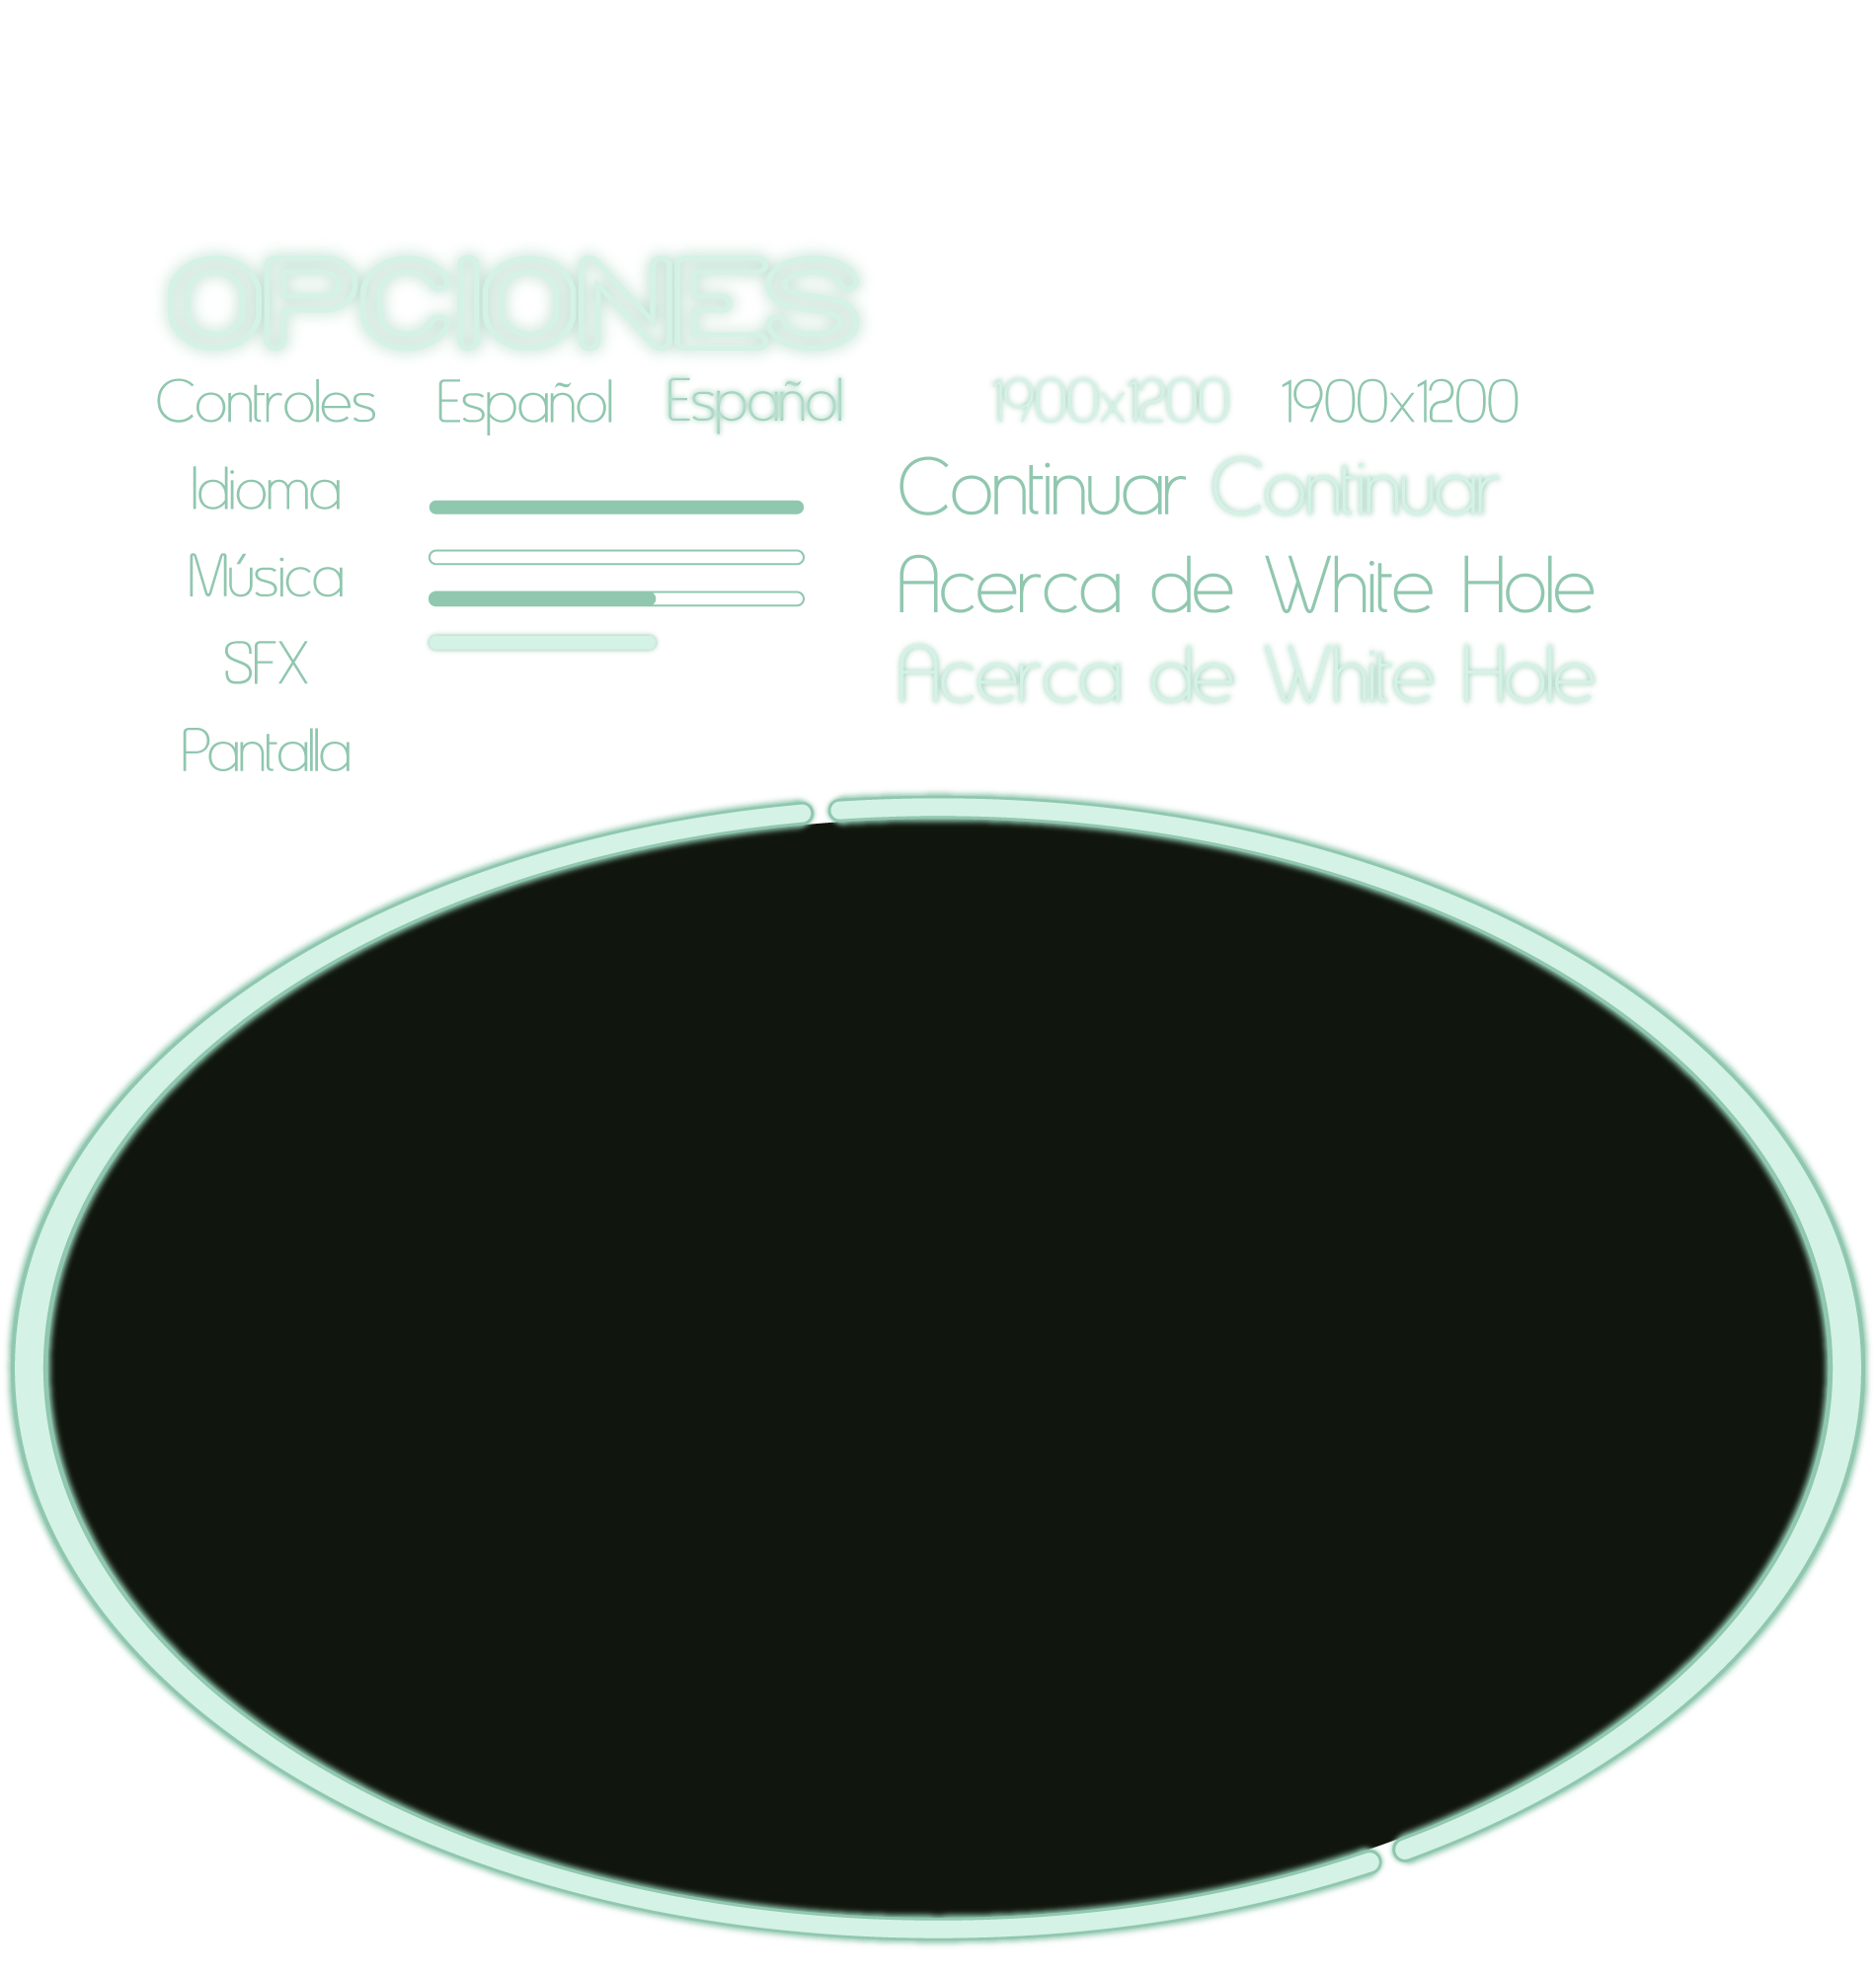 OPCIONES
Controles Español Español 1900x1200 1900x1200
Idioma Continuar Continuar
Música Acerca de White Hole
SFX Acerca de White Hole
Pantalla